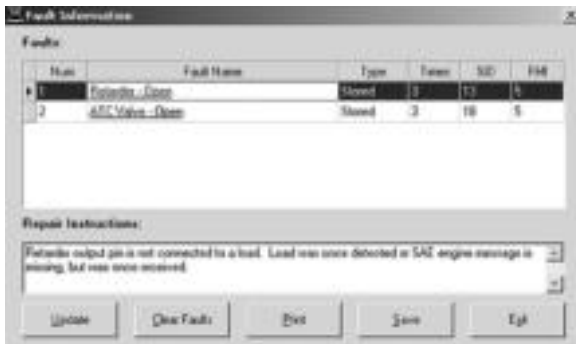 Fault Information
Faults:
Num Fault Name Type Times SID FMI
1 Retarder - Open Stored 3 13 5
2 ATC Valve - Open Stored 3 18 5
Repair Instructions:
Retarder output pin is not connected to a load. Load was once detected or SAE engine message is
missing, but was once received.
Update Clear Faults Print Save Exit